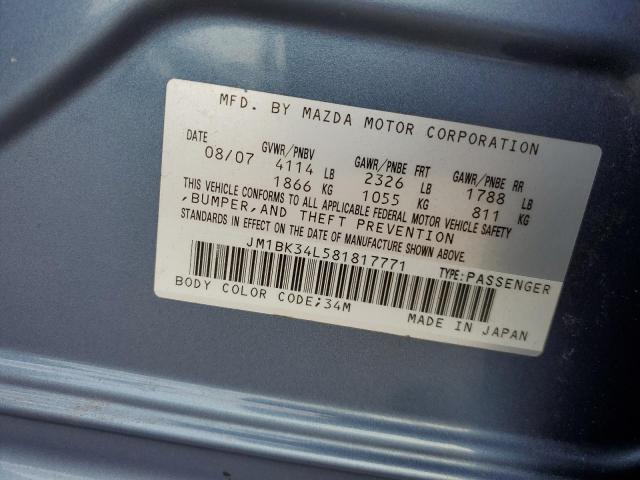 MFD. BY MAZDA MOTOR CORPORATION
DATE GVWR/PNBV GAWR/PNBE FRT GAWR/PNBE RR
08/07 4114 LB 2326 LB 1788 LB
1866 KG 1055 KG 811 KG
THIS VEHICLE CONFORMS TO ALL APPLICABLE FEDERAL MOTOR VEHICLE SAFETY
,BUMPER,AND THEFT PREVENTION
STANDARDS IN EFFECT ON THE DATE OF MANUFACTURE SHOWN ABOVE.
JM1BK34L581817771 TYPE:PASSENGER
BODY COLOR CODE;34M MADE IN JAPAN